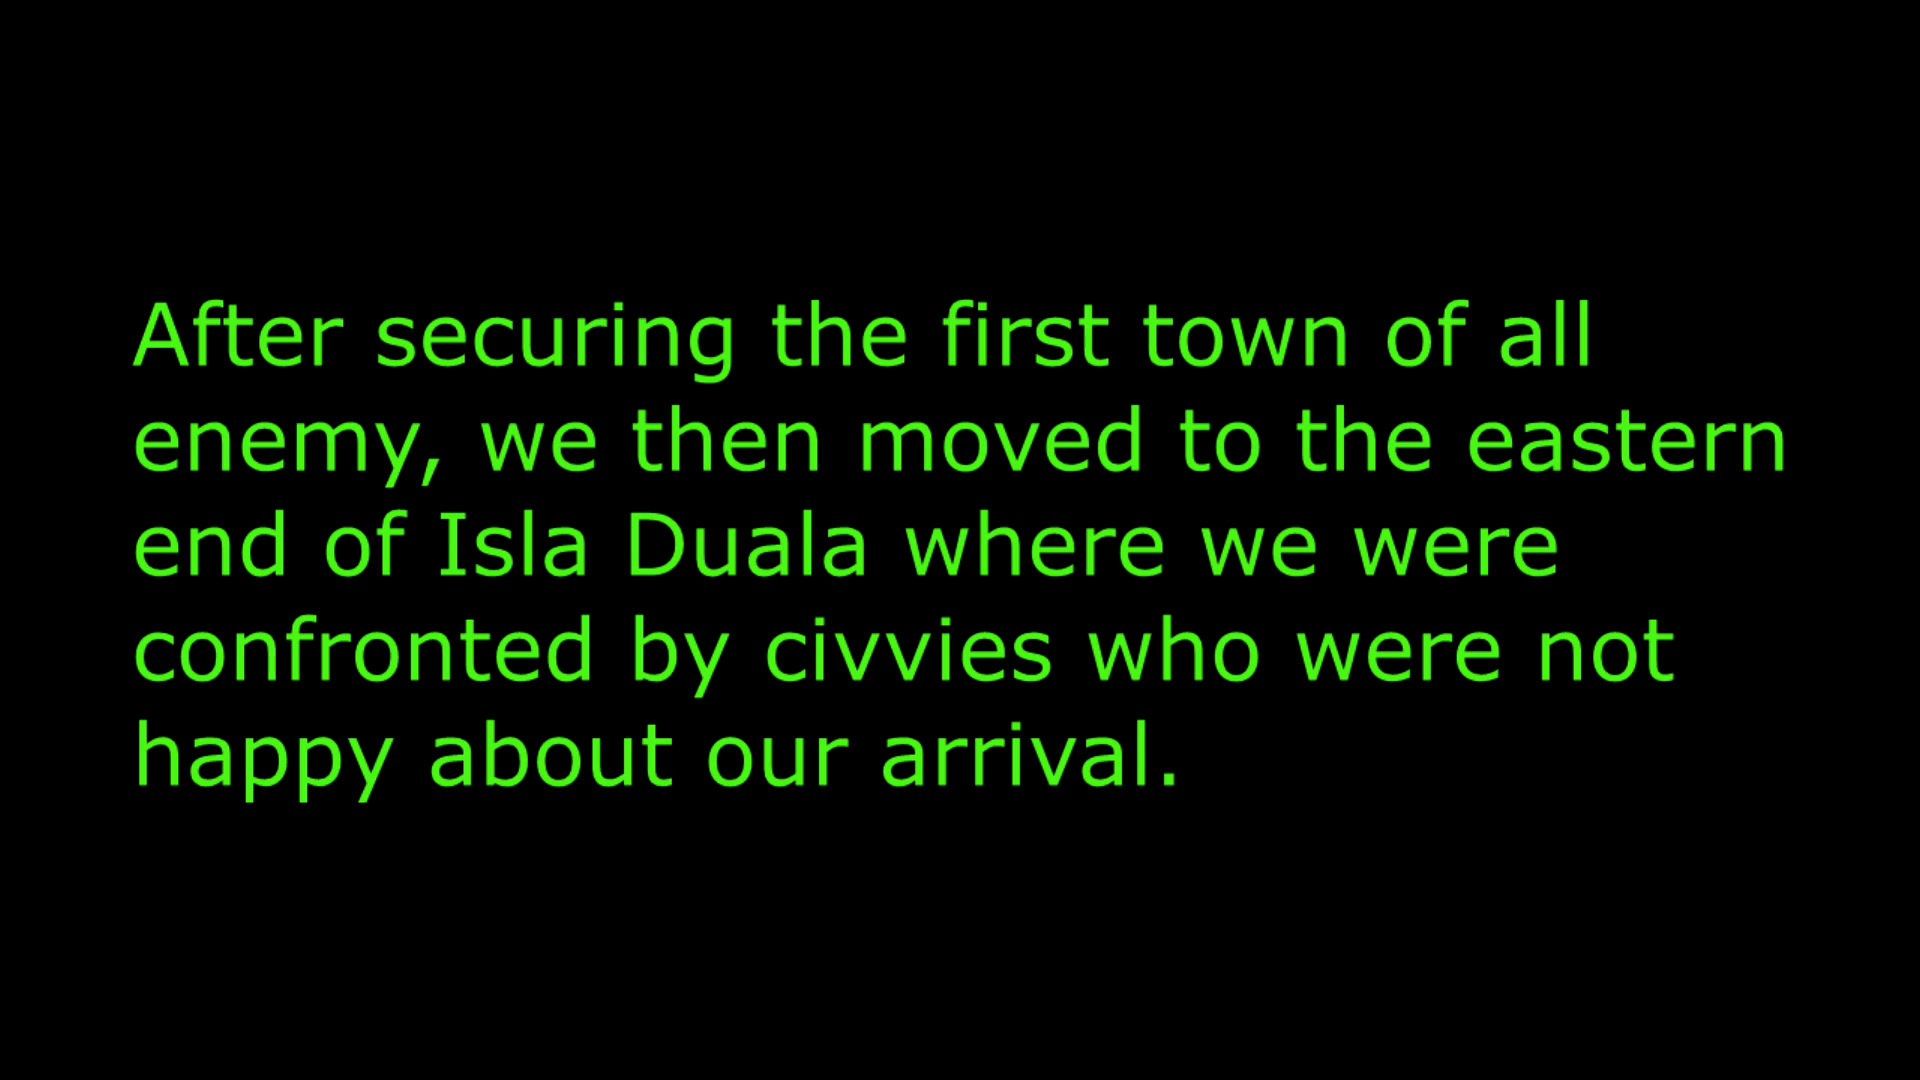 After securing the first town of all
enemy, we then moved to the eastern
end of Isla Duala where we were
confronted by civvies who were not
happy about our arrival.